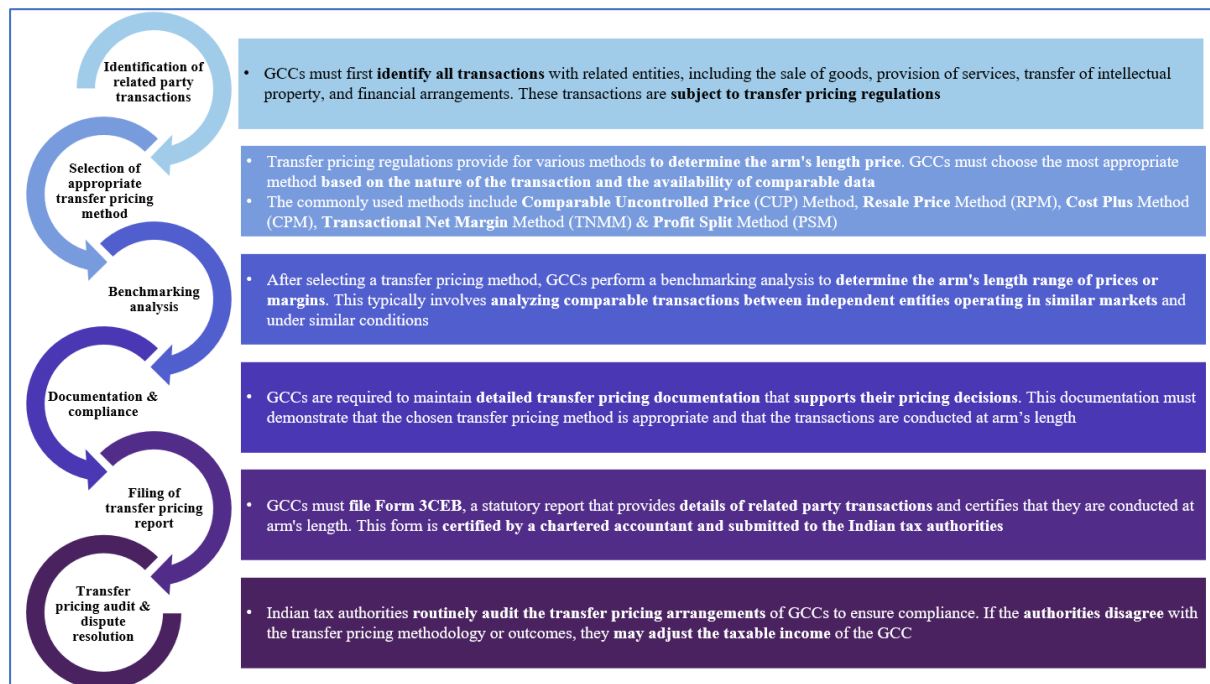 Identification of
related party
transactions
• GCCs must first identify all transactions with related entities, including the sale of goods, provision of services, transfer of intellectual
property, and financial arrangements. These transactions are subject to transfer pricing regulations
Selection of
appropriate
transfer pricing
method
• Transfer pricing regulations provide for various methods to determine the arm's length price. GCCs must choose the most appropriate
method based on the nature of the transaction and the availability of comparable data
• The commonly used methods include Comparable Uncontrolled Price (CUP) Method, Resale Price Method (RPM), Cost Plus Method
(CPM), Transactional Net Margin Method (TNMM) & Profit Split Method (PSM)
Benchmarking
analysis
• After selecting a transfer pricing method, GCCs perform a benchmarking analysis to determine the arm's length range of prices or
margins. This typically involves analyzing comparable transactions between independent entities operating in similar markets and
under similar conditions
Documentation &
compliance
• GCCs are required to maintain detailed transfer pricing documentation that supports their pricing decisions. This documentation must
demonstrate that the chosen transfer pricing method is appropriate and that the transactions are conducted at arm’s length
Filing of
transfer pricing
report
• GCCs must file Form 3CEB, a statutory report that provides details of related party transactions and certifies that they are conducted at
arm's length. This form is certified by a chartered accountant and submitted to the Indian tax authorities
Transfer
pricing audit &
dispute
resolution
• Indian tax authorities routinely audit the transfer pricing arrangements of GCCs to ensure compliance. If the authorities disagree with
the transfer pricing methodology or outcomes, they may adjust the taxable income of the GCC